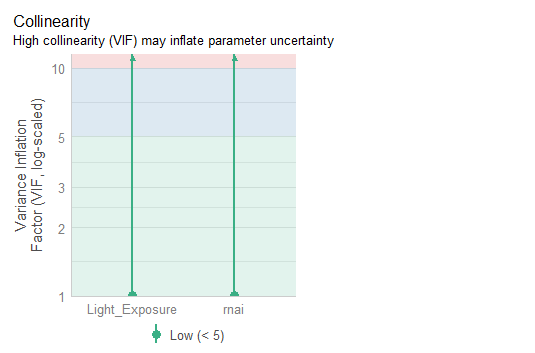 Collinearity
High collinearity (VIF) may inflate parameter uncertainty
Variance Inflation
Factor (VIF, log-scaled)
10
5
3
2
1
Light_Exposure
rnai
Low (< 5)